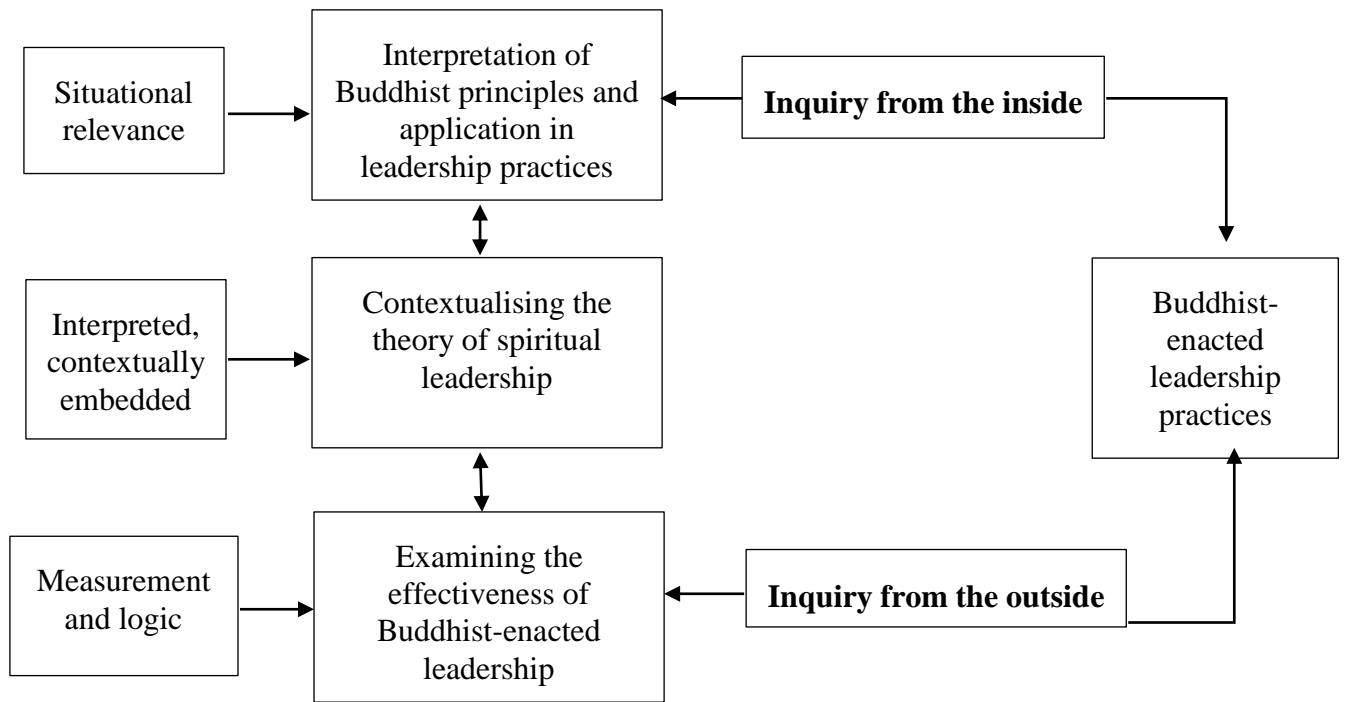 Situational
relevance
Interpretation of
Buddhist principles and
application in
leadership practices
Inquiry from the inside
Interpreted,
contextually
embedded
Contextualising the
theory of spiritual
leadership
Buddhist-
enacted
leadership
practices
Measurement
and logic
Examining the
effectiveness of
Buddhist-enacted
leadership
Inquiry from the outside